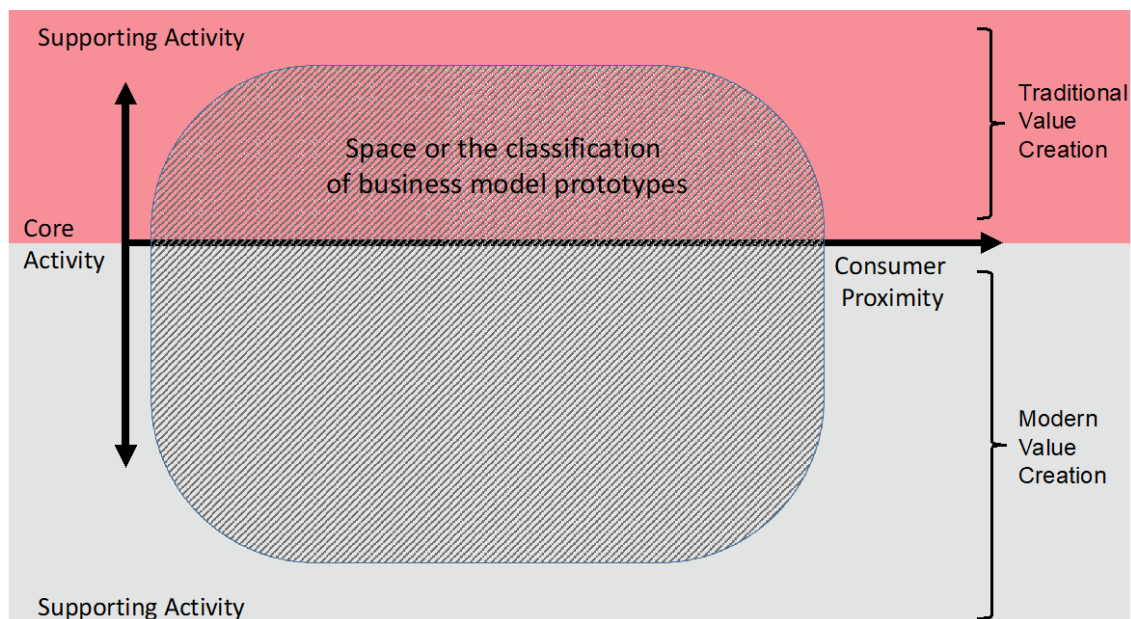 Supporting Activity
Traditional
Value
Creation
Space or the classification
of business model prototypes
Core
Activity
Consumer
Proximity
Modern
Value
Creation
Supporting Activity